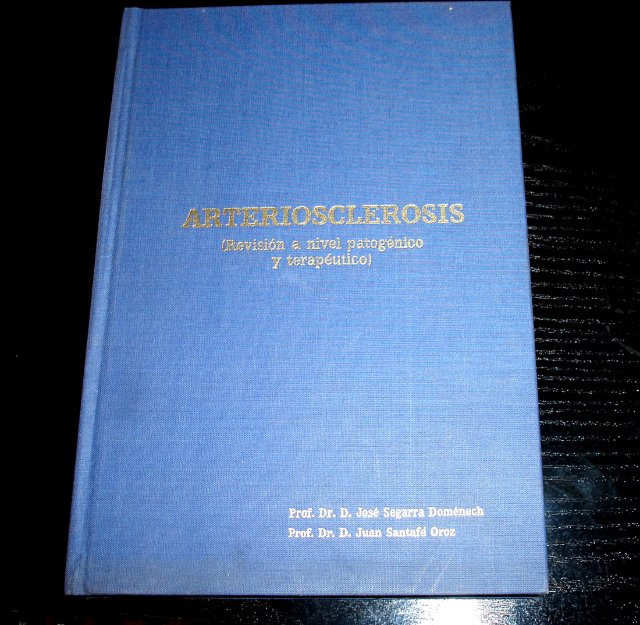 ARTERIOSCLEROSIS
(Revisión a nivel patogénico
y terapéutico)
Prof. Dr. D. José Segarra Doménech
Prof. Dr. D. Juan Santafé Oroz